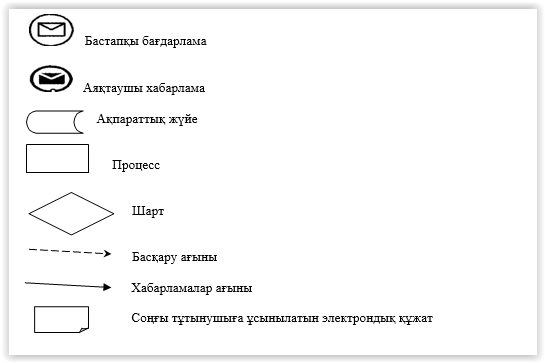 Бастапқы бағдарлама
Аяқтаушы хабарлама
Ақпараттық жүйе
Процесс
Шарт
Басқару ағыны
Хабарламалар ағыны
Соңғы тұтынушыға ұсынылатын электрондық құжат